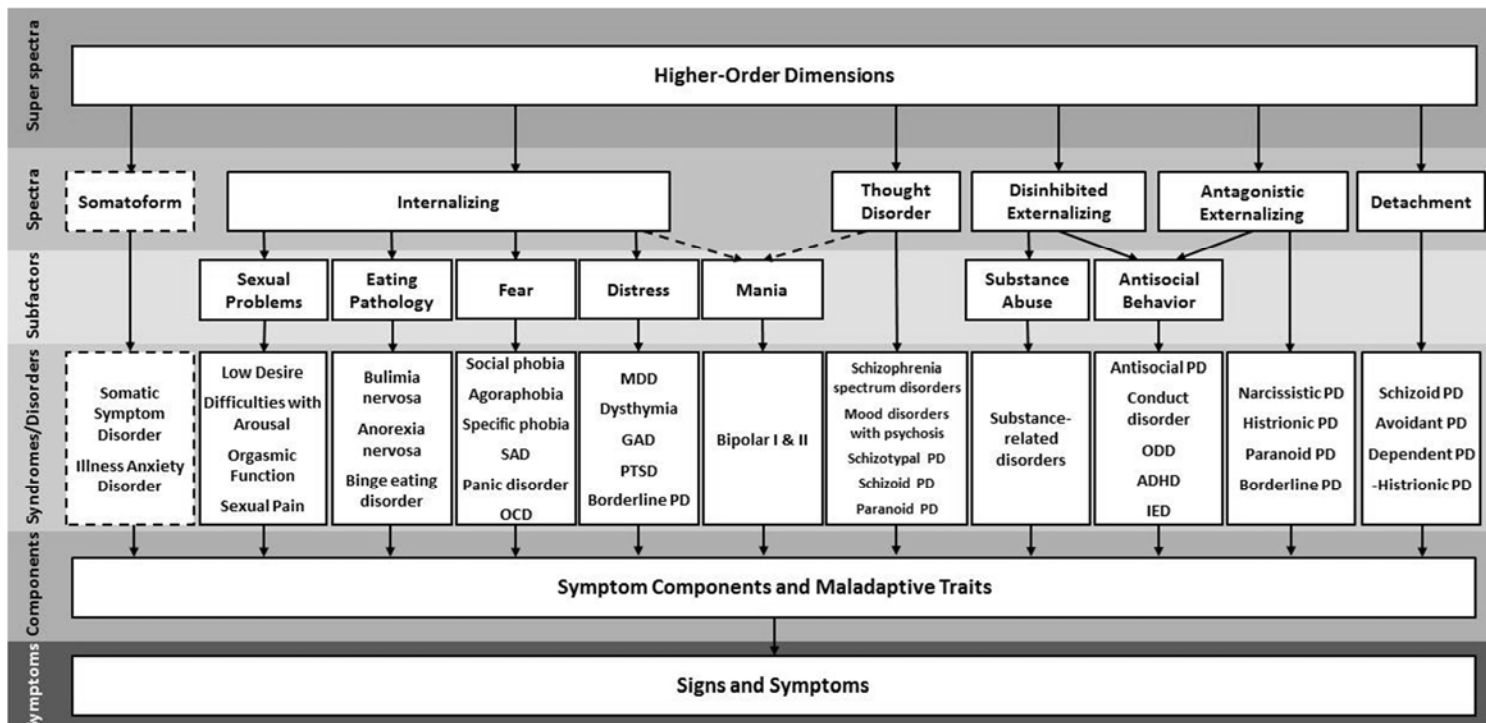 Super spectra
Higher-Order Dimensions
Spectra
Somatoform
Internalizing
Thought
Disorder
Disinhibited
Externalizing
Antagonistic
Externalizing
Detachment
Subfactors
Sexual
Problems
Eating
Pathology
Fear
Distress
Mania
Substance
Abuse
Antisocial
Behavior
Syndromes/Disorders
Somatic
Symptom
Disorder
Illness Anxiety
Disorder
Low Desire
Difficulties with
Arousal
Orgasmic
Function
Sexual Pain
Bulimia
nervosa
Anorexia
nervosa
Binge eating
disorder
Social phobia
Agoraphobia
Specific phobia
SAD
Panic disorder
OCD
MDD
Dysthymia
GAD
PTSD
Borderline PD
Bipolar I & II
Schizophrenia
spectrum disorders
Mood disorders
with psychosis
Schizotypal PD
Schizoid PD
Paranoid PD
Substance-
related
disorders
Antisocial PD
Conduct
disorder
ODD
ADHD
IED
Narcissistic PD
Histrionic PD
Paranoid PD
Borderline PD
Schizoid PD
Avoidant PD
Dependent PD
-Histrionic PD
Components
Symptom Components and Maladaptive Traits
ymptoms
Signs and Symptoms